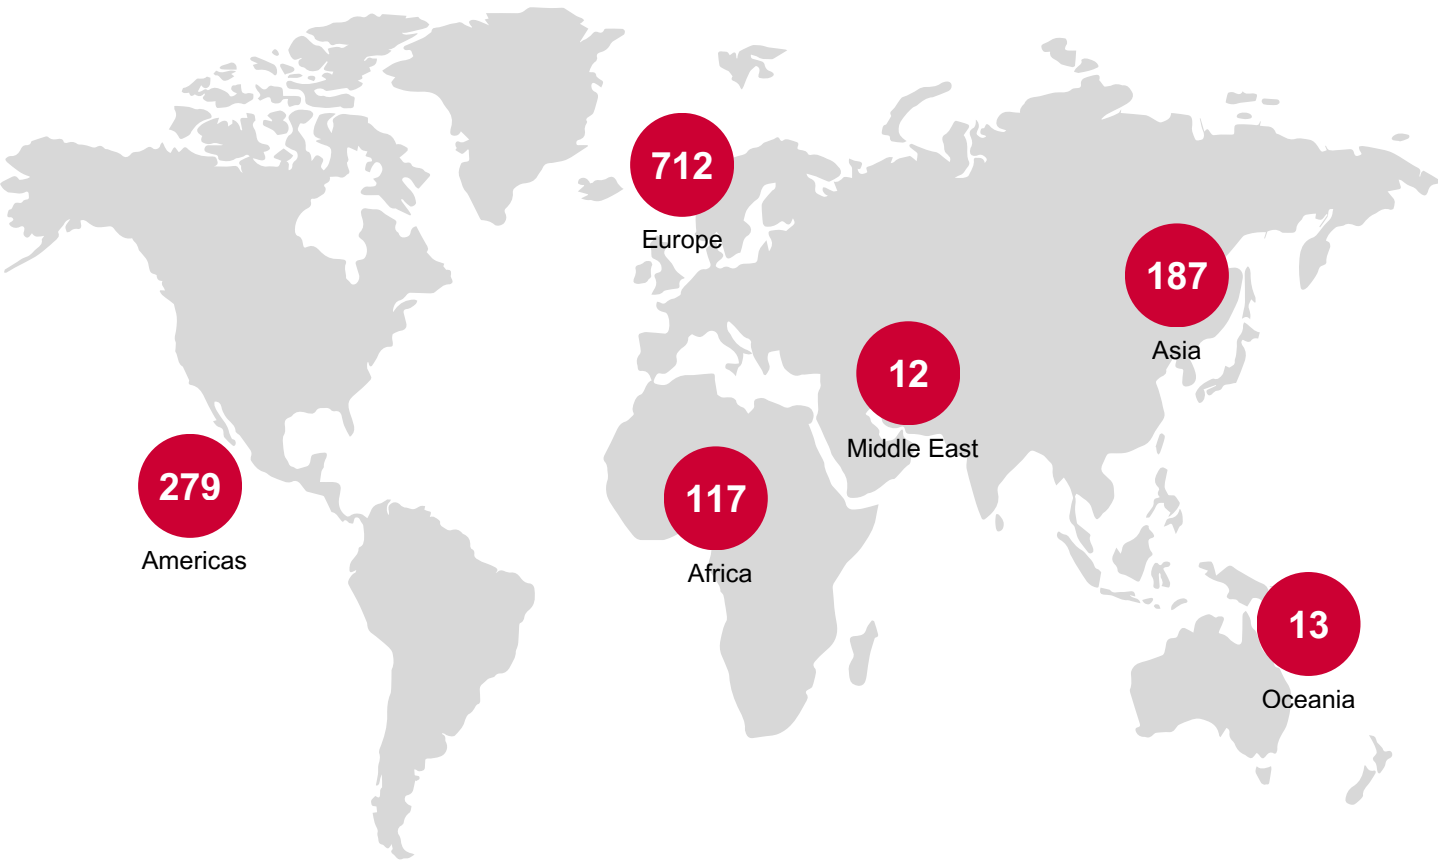 712
Europe
187
Asia
12
Middle East
279
Americas
117
Africa
13
Oceania